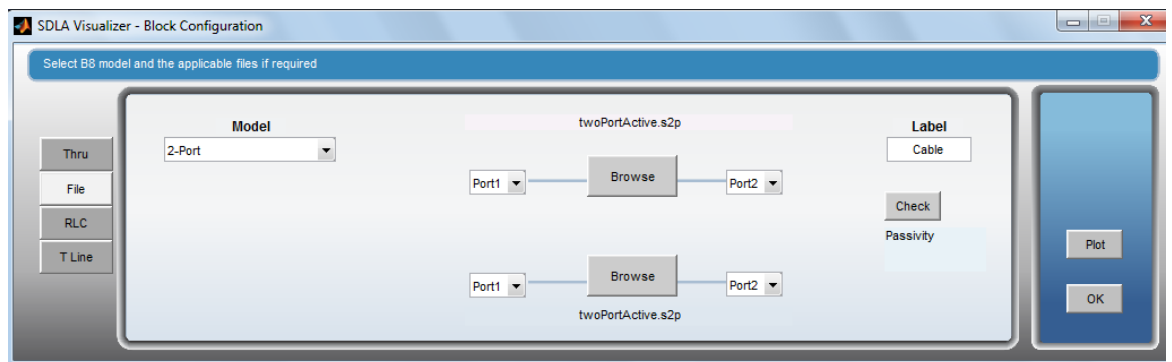 SDLA Visualizer - Block Configuration
Select B8 model and the applicable files if required
Thru
File
RLC
T Line
Model
2-Port
twoPortActive.s2p
Port1
Browse
Port2
Port1
Browse
Port2
twoPortActive.s2p
Label
Cable
Check
Passivity
Plot
OK